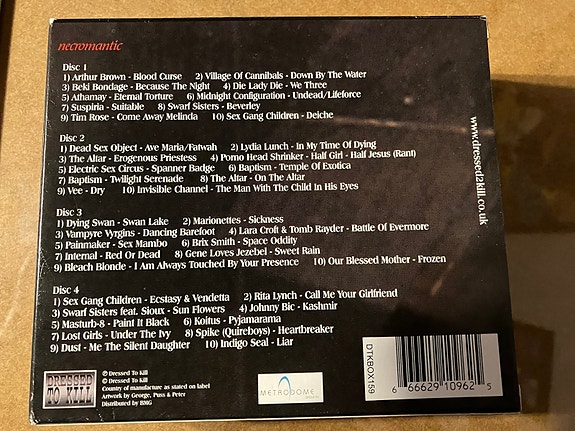 necromantic
Disc 1
1) Arthur Brown - Blood Curse 2) Village of Cannibals - Down By The Water
3) Beki Bondage - Because The Night 4) Die Lady Die - We Three
5) Athamay - Eternal Torture 6) Midnight Configuration - Undead/Lifeforce
7) Suspiria - Suitable 8) Swarf Sisters - Beverley
9) Tim Rose - Come Away Melinda 10) Sex Gang Children - Deiche
Disc 2
1) Dead Sex Object - Ave Maria/Fatwah 2) Lydia Lunch - In My Time Of Dying
3) The Altar - Erogenous Priestess 4) Porno Head Shrinker - Half Girl - Half Jesus (Rant)
5) Electric Sex Circus - Spanner Badge 6) Baptism - Temple Of Exotica
7) Baptism - Twilight Serenade 8) The Altar - On The Altar
9) Vee - Dry 10) Invisible Channel - The Man With The Child In His Eyes
Disc 3
1) Dying Swan - Swan Lake 2) Marionettes - Sickness
3) Vampyre Vyrgins - Dancing Barefoot 4) Lara Croft & Tomb Rayder - Battle Of Evermore
5) Painmaker - Sex Mambo 6) Brix Smith - Space Oddity
7) Internal - Red Or Dead 8) Gene Loves Jezebel - Sweet Rain
9) Bleach Blonde - I Am Always Touched By Your Presence 10) Our Blessed Mother - Frozen
Disc 4
1) Sex Gang Children - Ecstasy & Vendetta 2) Rita Lynch - Call Me Your Girlfriend
3) Swarf Sisters feat. Sioux - Sun Flowers 4) Johnny Bic - Kashmir
5) Masturb-8 - Paint It Black 6) Koitus - Pyjamarama
7) Lost Girls - Under The Ivy 8) Spike (Quireboys) - Heartbreaker
9) Dust - Me The Silent Daughter 10) Indigo Seal - Liar
www.dressed2kill.co.uk
DRESSED
TO KILL
℗ Dressed To Kill
© Dressed To Kill
Country of manufacture as stated on label
Artwork by George, Puss & Peter
Distributed by BMG
METRODOME
DTKBOX159
6 66629 10962 5